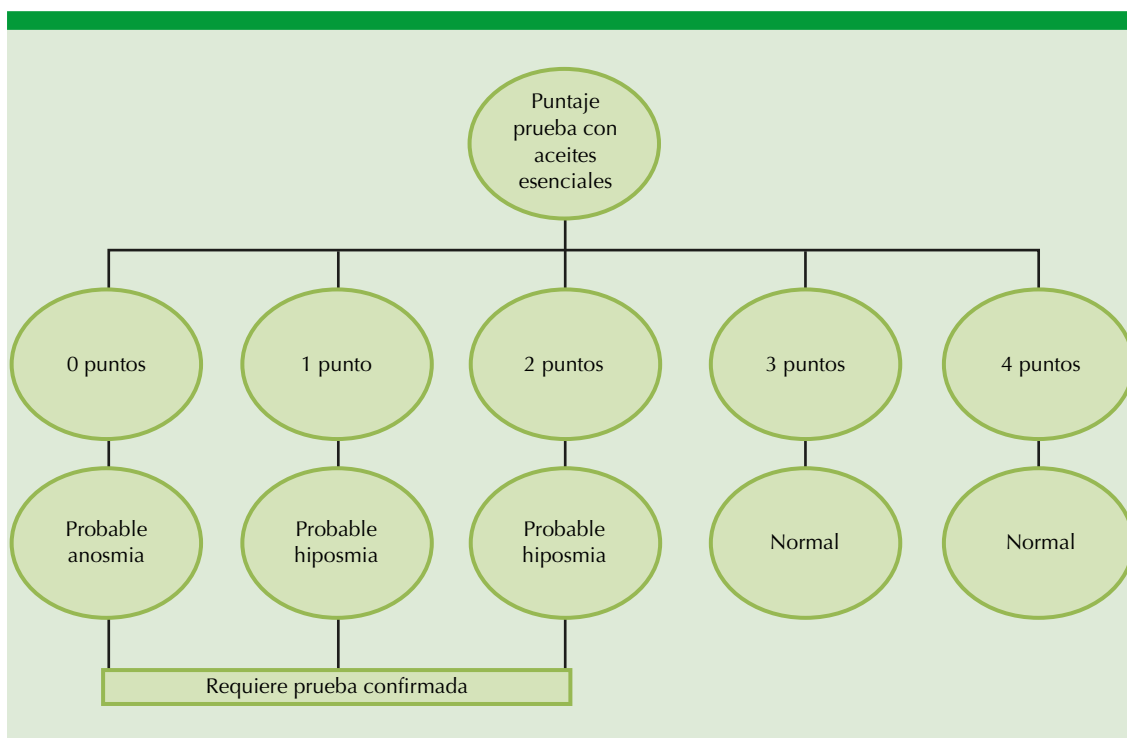 Puntaje
prueba con
aceites
esenciales
0 puntos
1 punto
2 puntos
3 puntos
4 puntos
Probable
anosmia
Probable
hiposmia
Probable
hiposmia
Normal
Normal
Requiere prueba confirmada